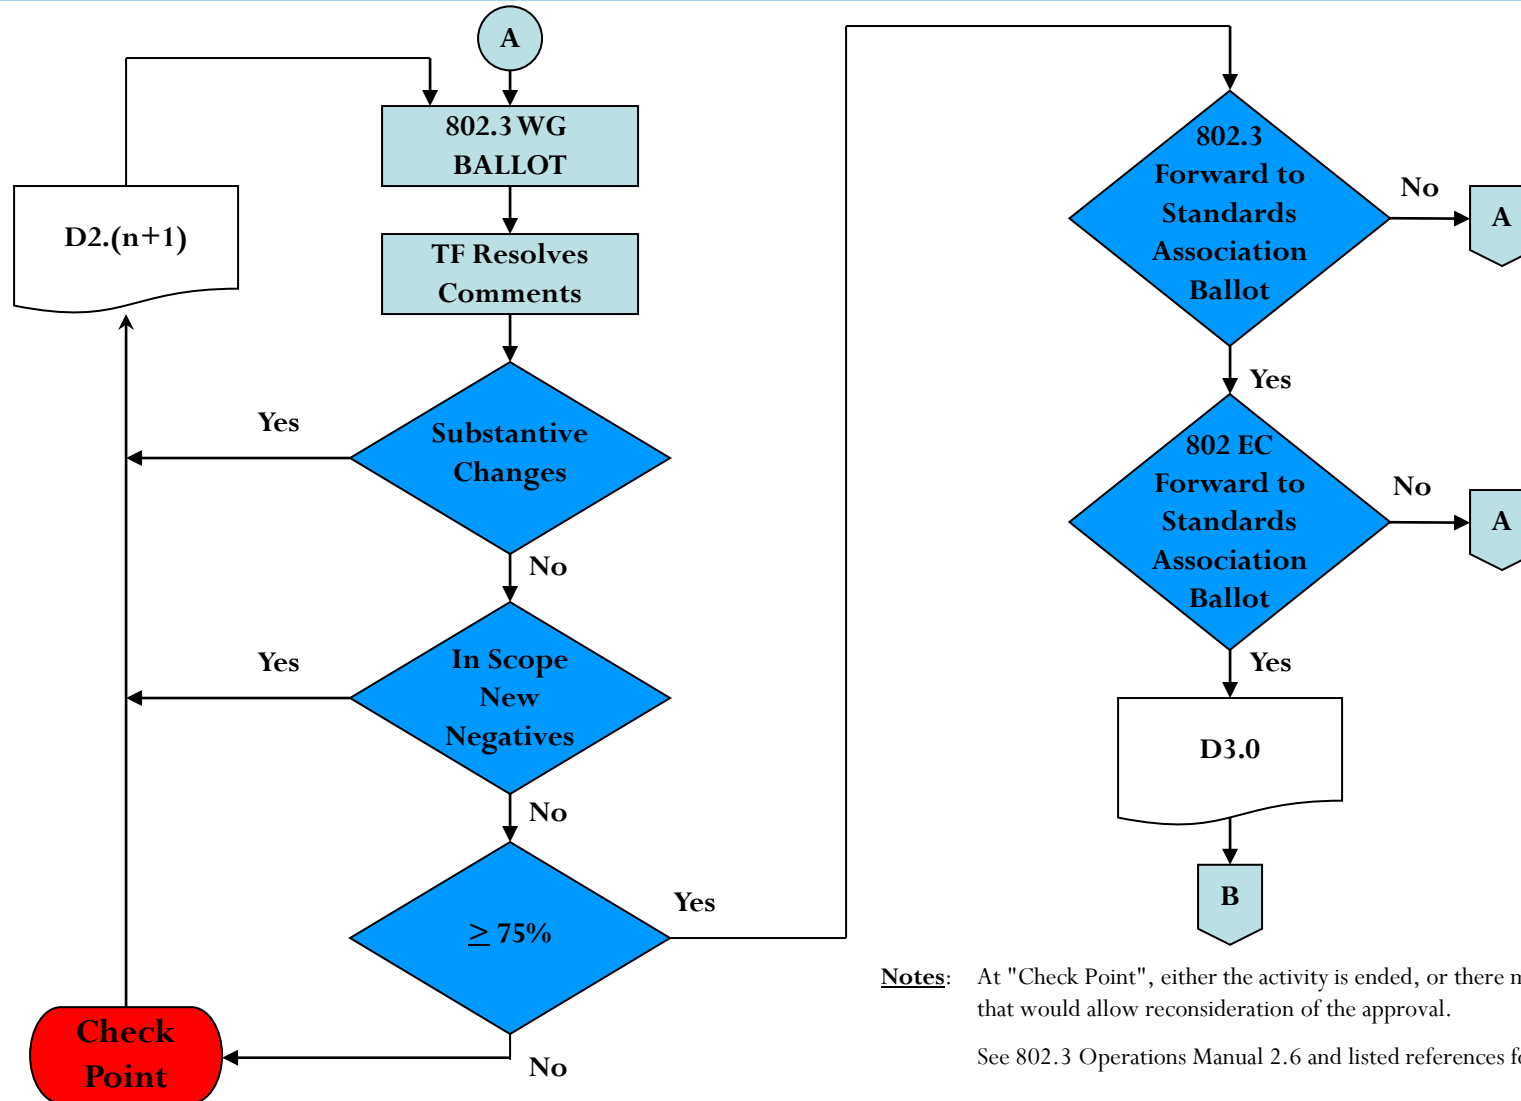 A
802.3 WG
BALLOT
D2.(n+1)
TF Resolves
Comments
Yes
Substantive
Changes
No
Yes
In Scope
New
Negatives
No
≥ 75%
Yes
No
Check
Point
802.3
Forward to
Standards
Association
Ballot
No
A
Yes
802 EC
Forward to
Standards
Association
Ballot
No
A
Yes
D3.0
B
Notes: At "Check Point", either the activity is ended, or there
that would allow reconsideration of the approval.
See 802.3 Operations Manual 2.6 and listed references